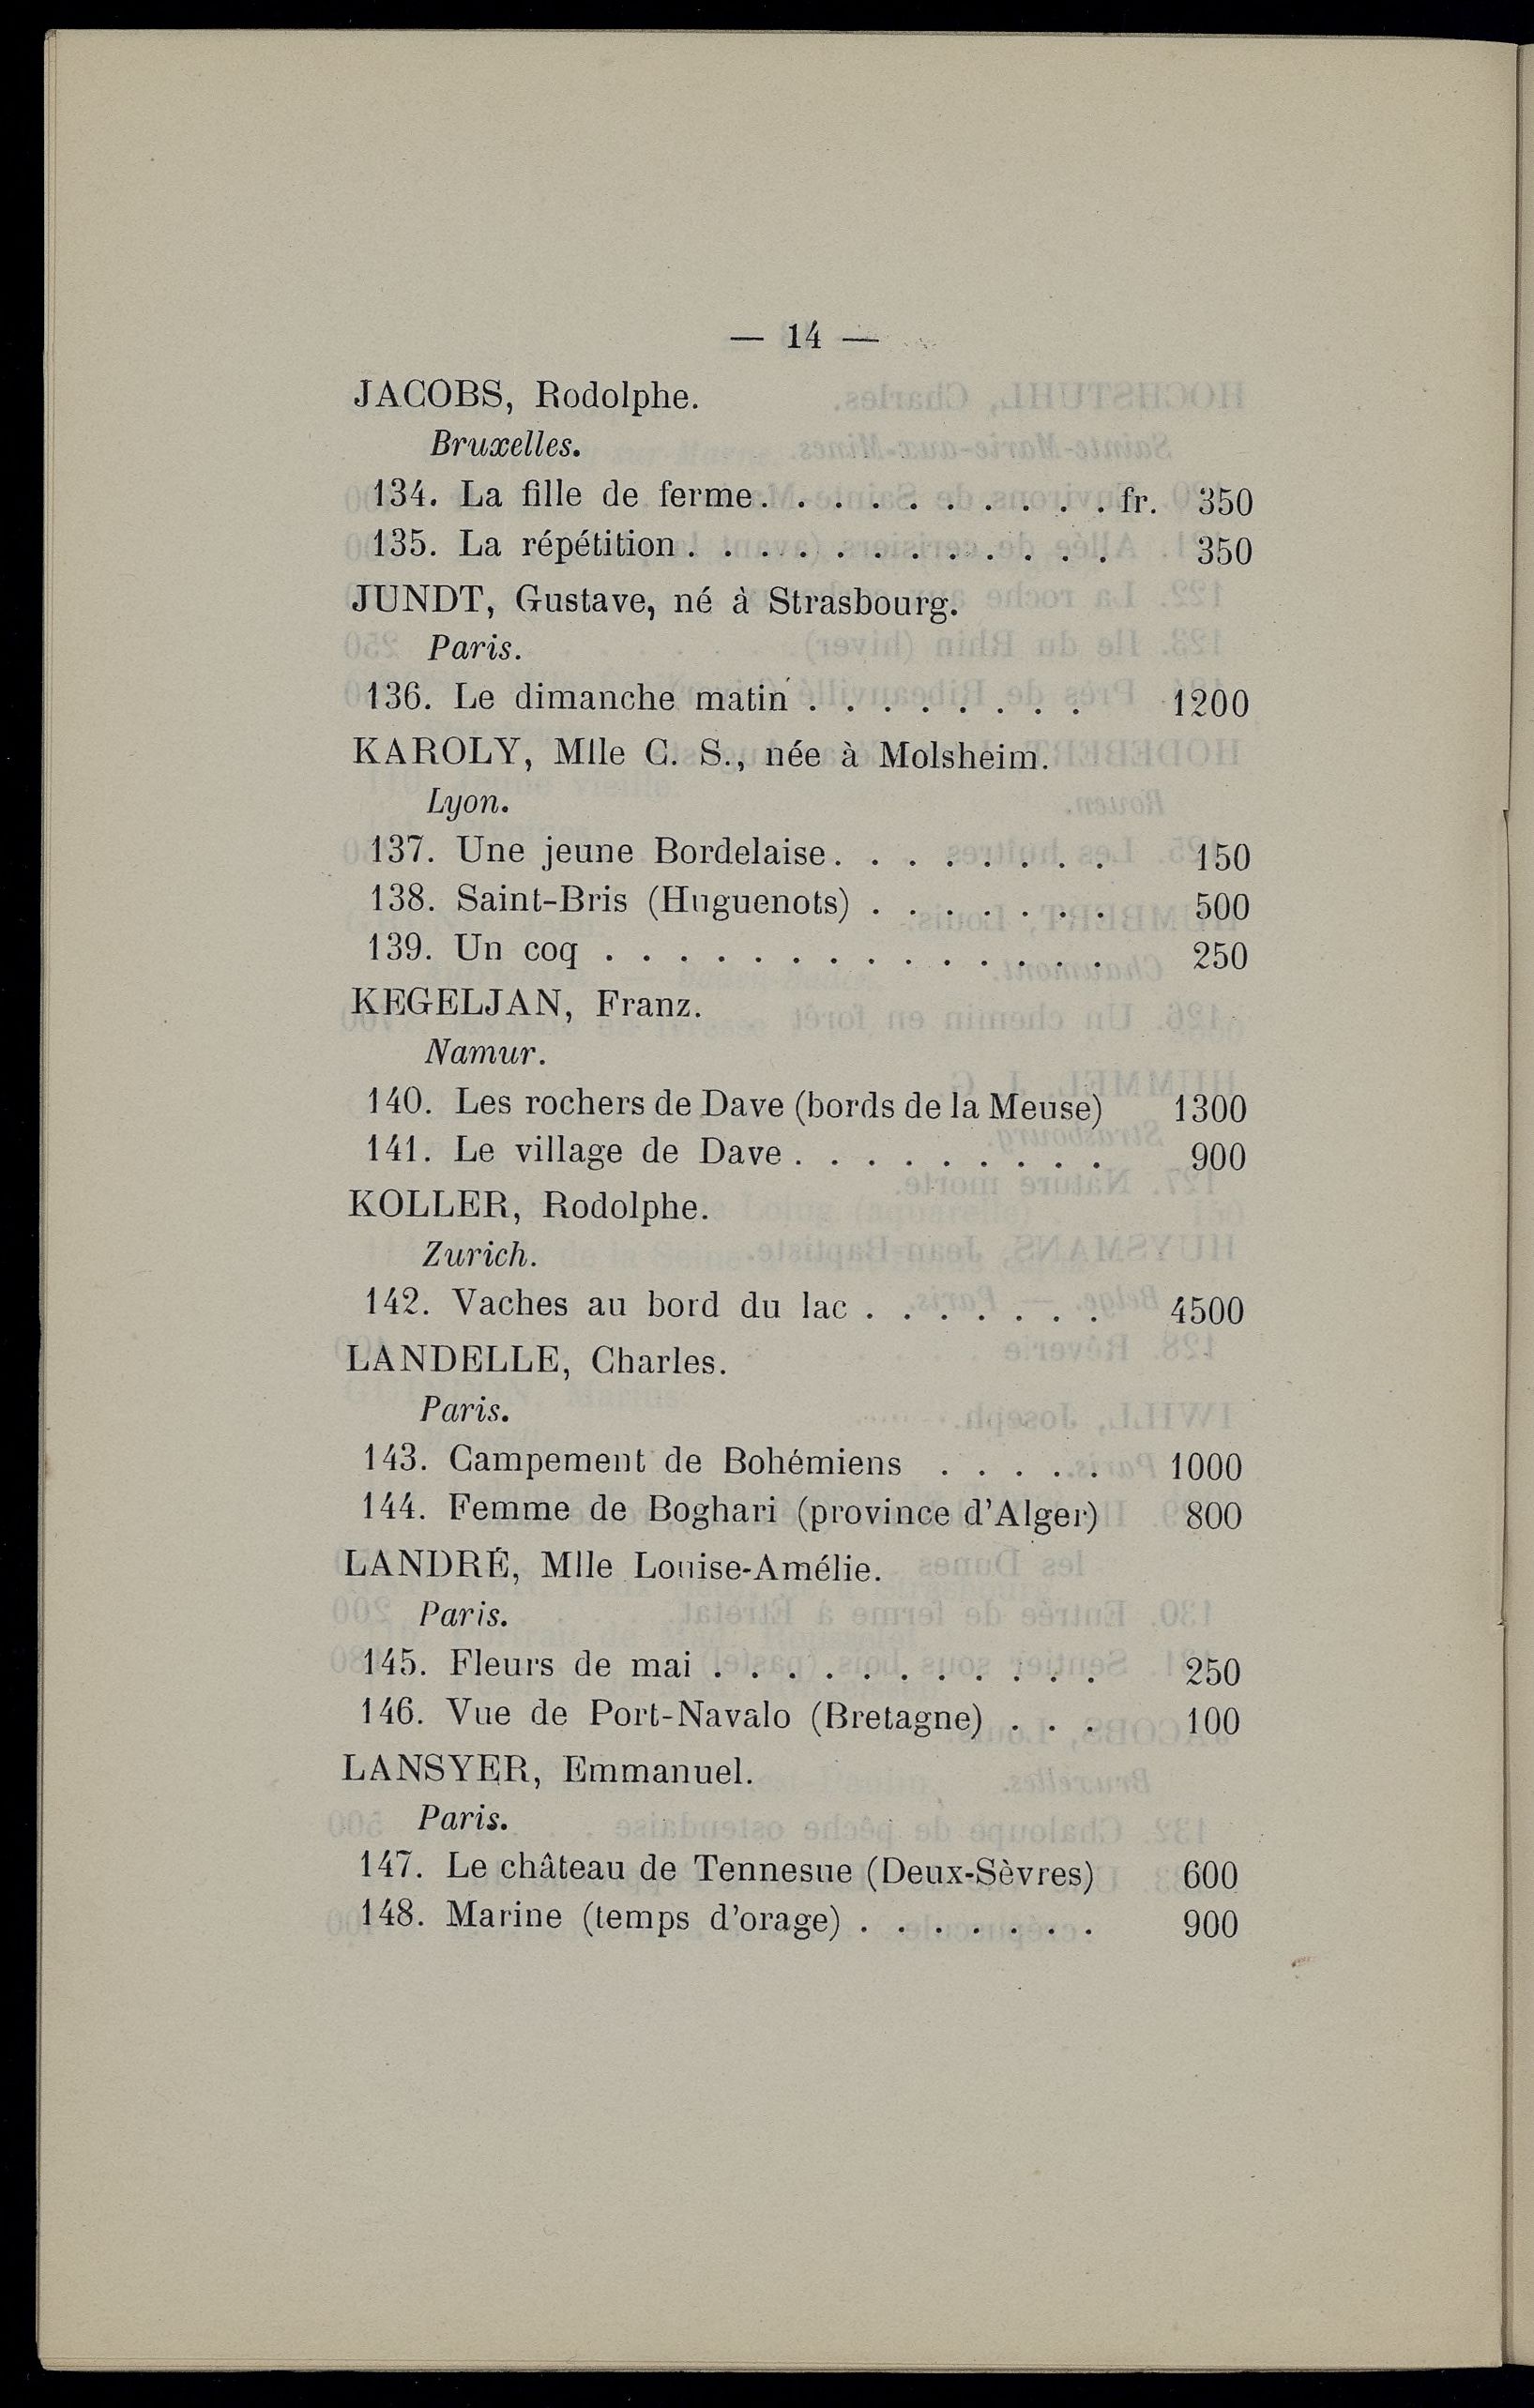 — 14 —
JACOBS, Rodolphe.
Bruxelles.
134. La fille de ferme. . . . . . . . . . fr. 350
135. La répétition . . . . . . . . . . . . 350
JUNDT, Gustave, né à Strasbourg.
Paris.
136. Le dimanche matin . . . . . . . . 1200
KAROLY, Mlle C. S., née à Molsheim.
Lyon.
137. Une jeune Bordelaise. . . . . . . . 150
138. Saint-Bris (Huguenots) . . . . . . . 500
139. Un coq . . . . . . . . . . . . . . 250
KEGELJAN, Franz.
Namur.
140. Les rochers de Dave (bords de la Meuse) 1300
141. Le village de Dave . . . . . . . . . 900
KOLLER, Rodolphe.
Zurich.
142. Vaches au bord du lac . . . . . . . 4500
LANDELLE, Charles.
Paris.
143. Campement de Bohémiens . . . . . 1000
144. Femme de Boghari (province d'Alger) 800
LANDRÉ, Mlle Louise-Amélie.
Paris.
145. Fleurs de mai . . . . . . . . . . . 250
146. Vue de Port-Navalo (Bretagne) . . . 100
LANSYER, Emmanuel.
Paris.
147. Le château de Tennesue (Deux-Sèvres) 600
148. Marine (temps d'orage) . . . . . . . 900